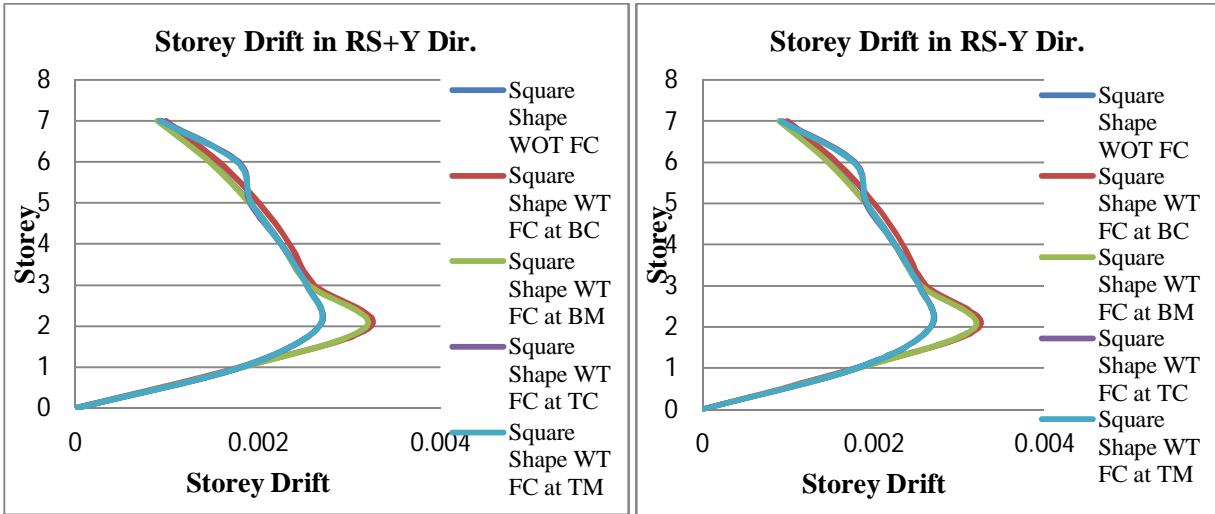 Storey Drift in RS+Y Dir.
8
7
6
5
4
3
2
1
0
Storey
0
0.002
0.004
Storey Drift
Square
Shape
WOT FC
Square
Shape WT
FC at BC
Square
Shape WT
FC at BM
Square
Shape WT
FC at TC
Square
Shape WT
FC at TM
Storey Drift in RS-Y Dir.
8
7
6
5
4
3
2
1
0
Storey
0
0.002
0.004
Storey Drift
Square
Shape
WOT FC
Square
Shape WT
FC at BC
Square
Shape WT
FC at BM
Square
Shape WT
FC at TC
Square
Shape WT
FC at TM